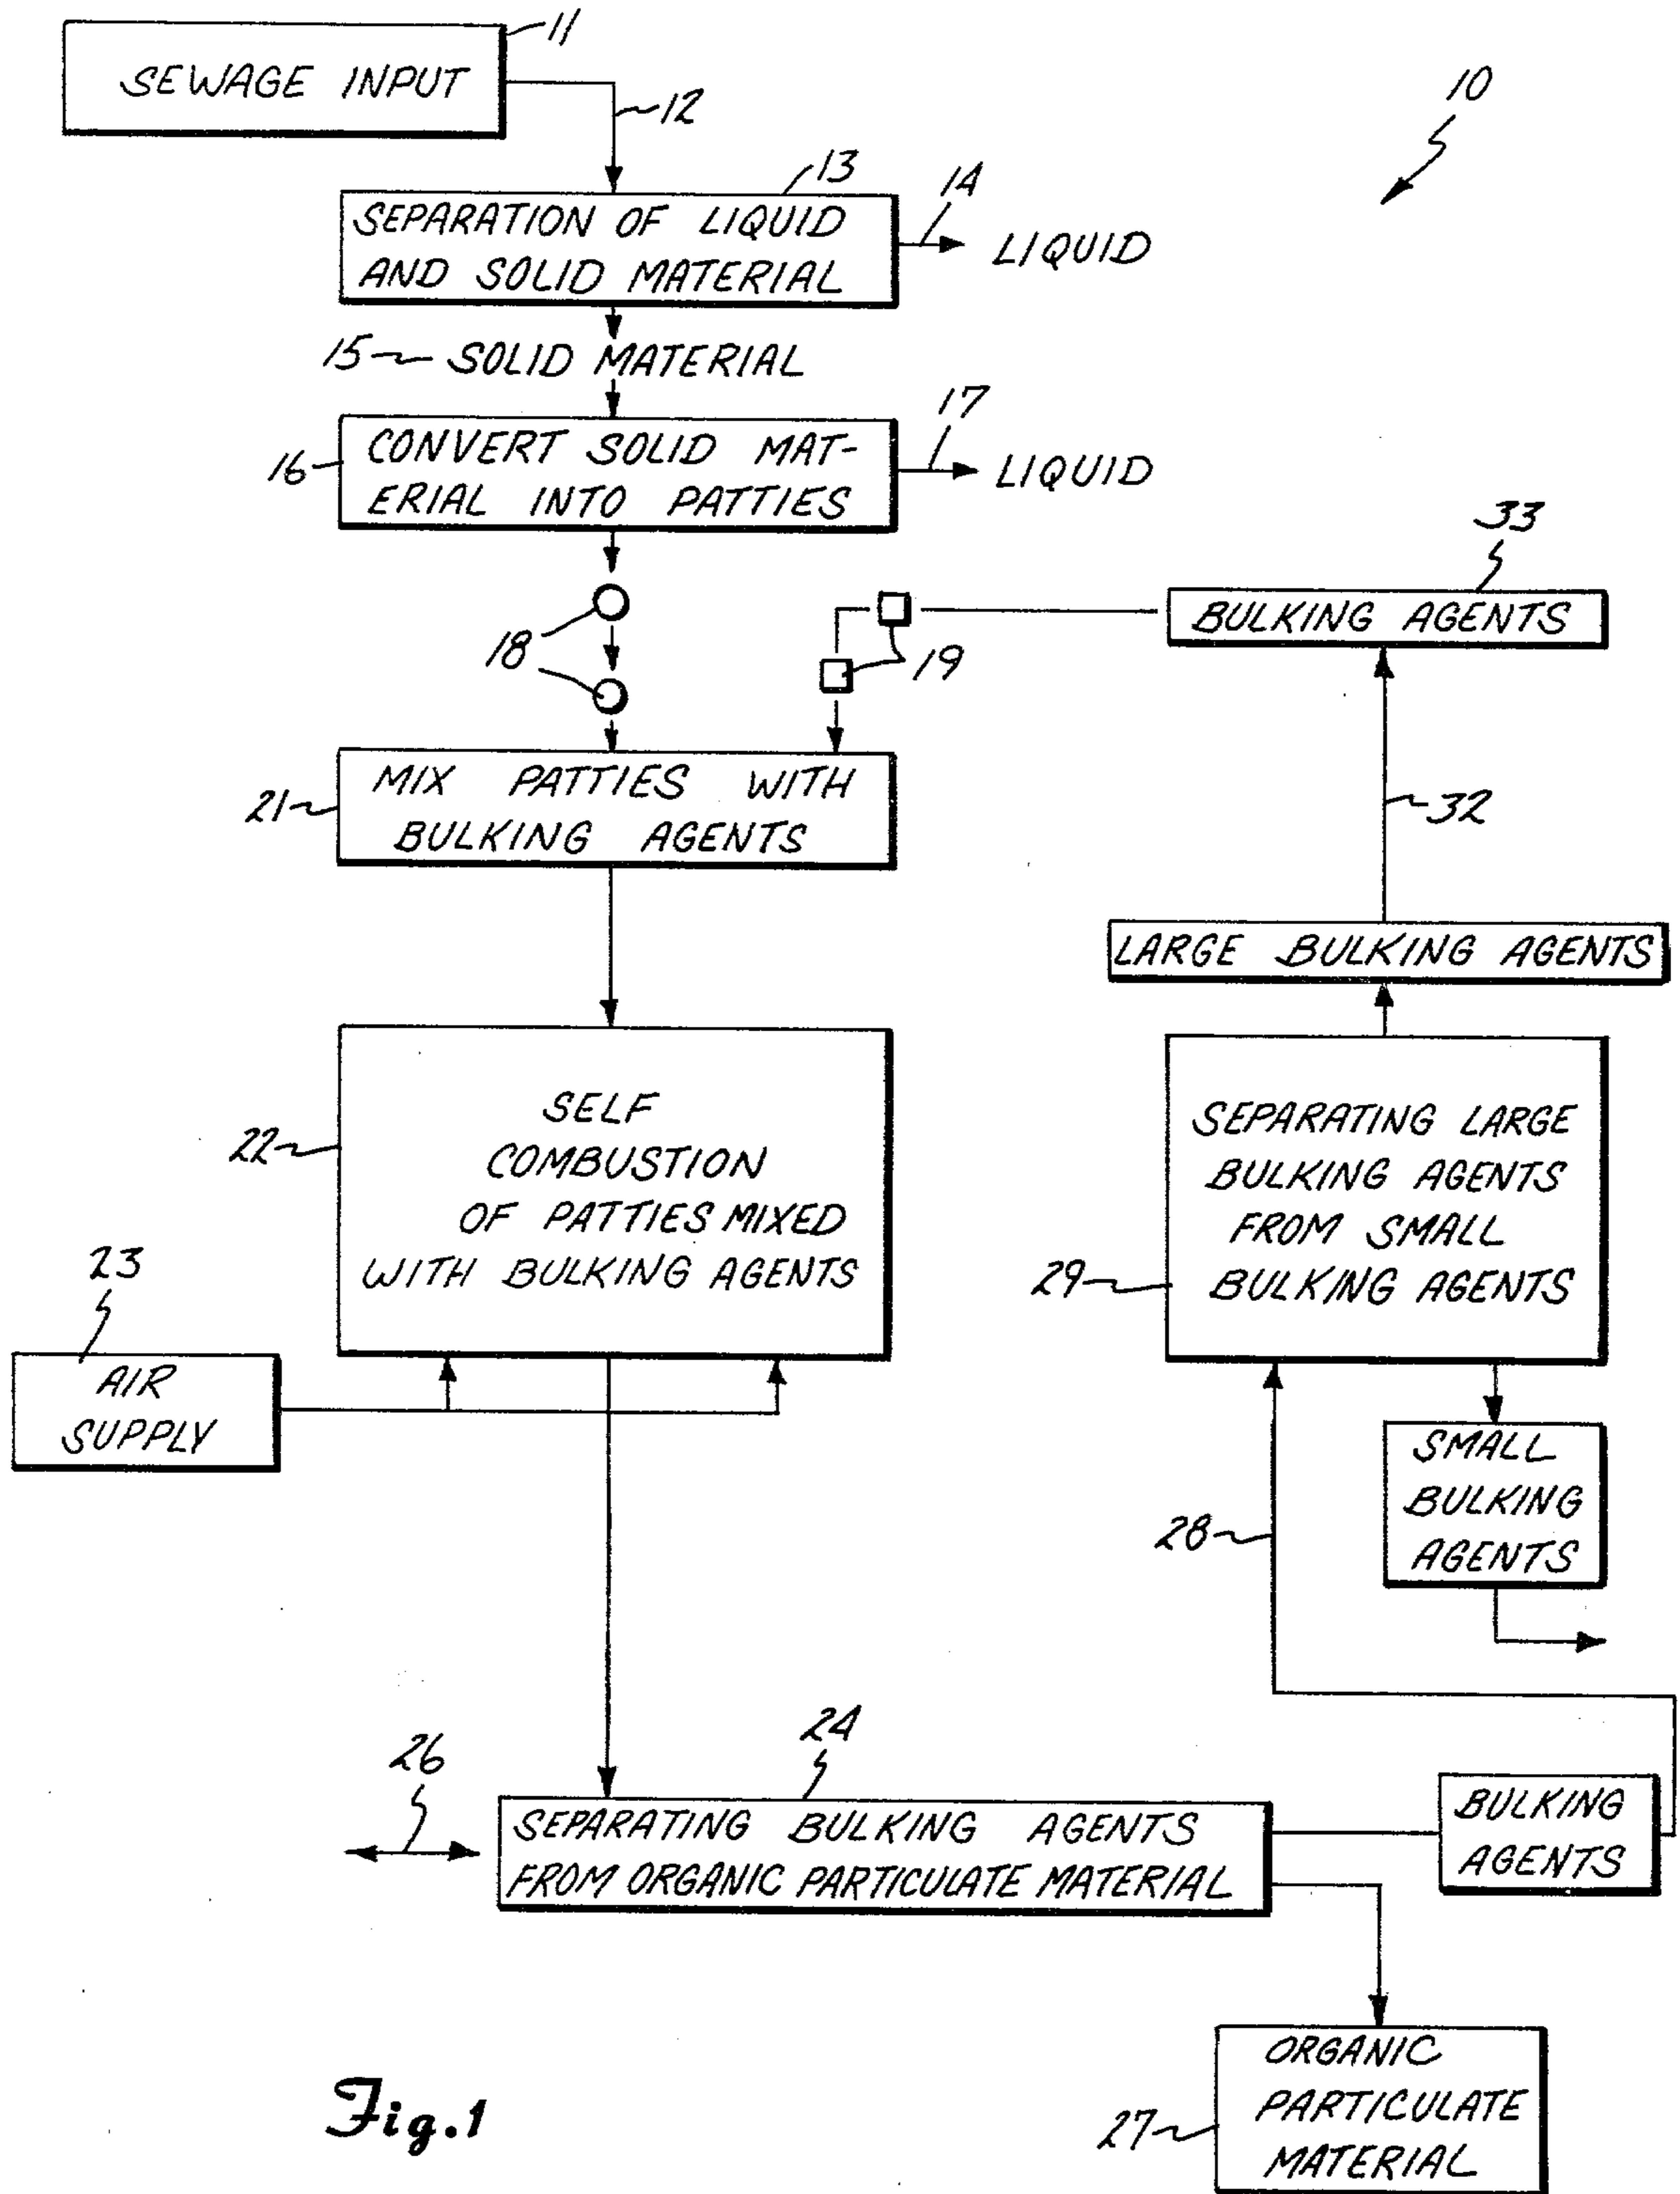 11
SEWAGE INPUT
12
10
13
14
SEPARATION OF LIQUID
AND SOLID MATERIAL
LIQUID
15 SOLID MATERIAL
17
16
CONVERT SOLID MAT-
ERIAL INTO PATTIES
LIQUID
33
BULKING AGENTS
18
19
21
MIX PATTIES WITH
BULKING AGENTS
32
LARGE BULKING AGENTS
22
SELF
COMBUSTION
OF PATTIES MIXED
WITH BULKING AGENTS
29
SEPARATING LARGE
BULKING AGENTS
FROM SMALL
BULKING AGENTS
23
AIR
SUPPLY
SMALL
BULKING
AGENTS
28
24
26
SEPARATING BULKING AGENTS
FROM ORGANIC PARTICULATE MATERIAL
BULKING
AGENTS
27
ORGANIC
PARTICULATE
MATERIAL
Fig.1